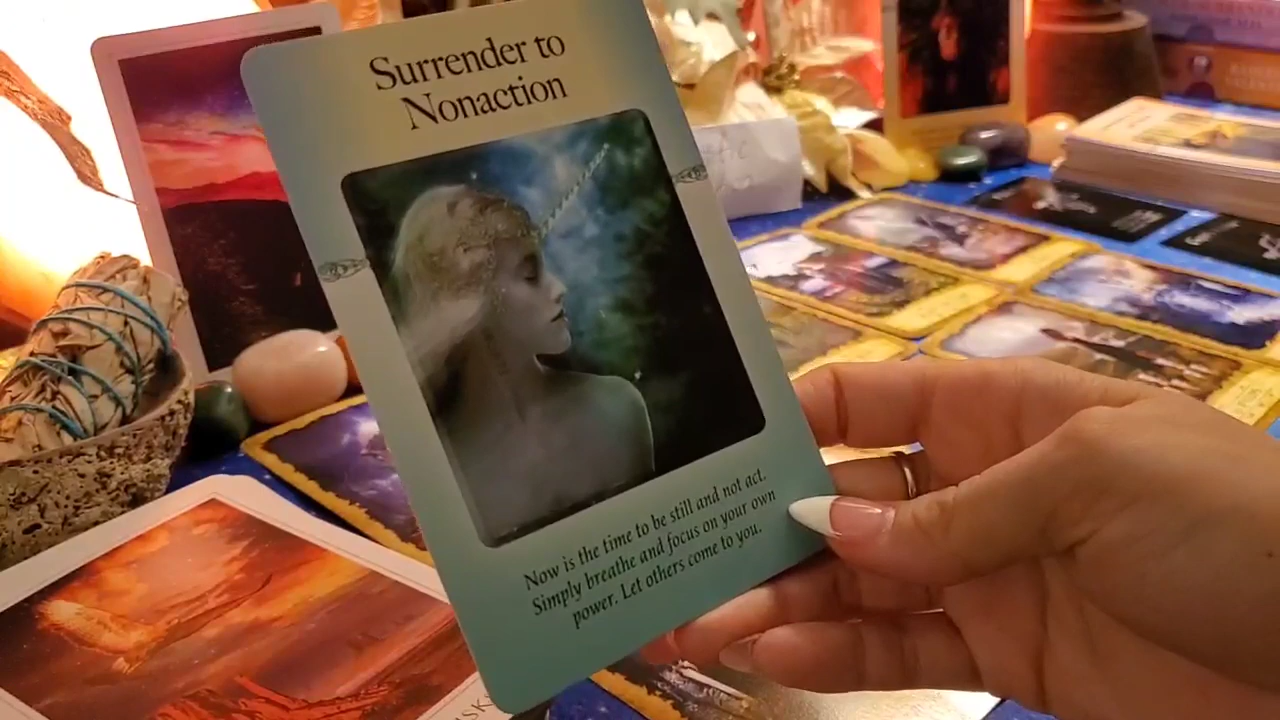 Surrender to
Nonaction
Now is the time to be still and not act.
Simply breathe and focus on your own
power. Let others come to you.